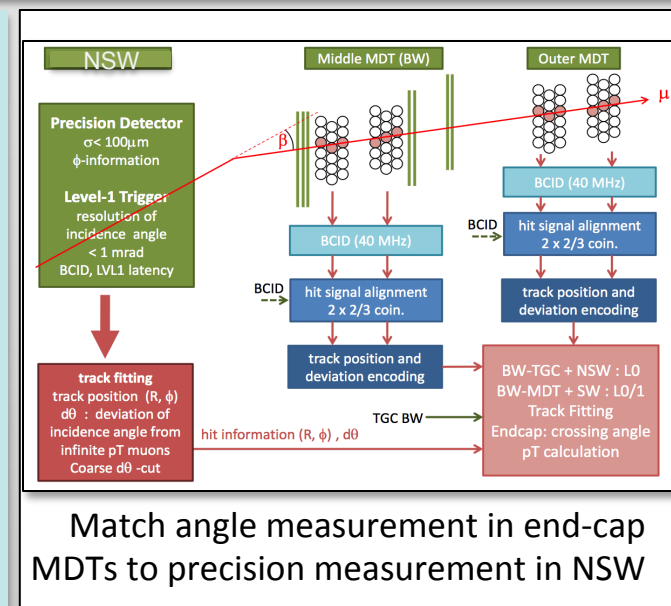 NSW
Middle MDT (BW)
Outer MDT
μ
β
Precision Detector
σ< 100μm
ϕ-information
Level-1 Trigger
resolution of
incidence angle
< 1 mrad
BCID, LVL1 latency
BCID (40 MHz)
BCID
hit signal alignment
2 x 2/3 coin.
track position and
deviation encoding
BCID (40 MHz)
BCID
hit signal alignment
2 x 2/3 coin.
track position and
deviation encoding
track fitting
track position (R, ϕ)
dθ : deviation of
incidence angle from
infinite pT muons
Coarse dθ -cut
hit information (R, ϕ) , dθ
TGC BW
BW-TGC + NSW : L0
BW-MDT + SW : L0/1
Track Fitting
Endcap: crossing angle
pT calculation
Match angle measurement in end-cap
MDTs to precision measurement in NSW